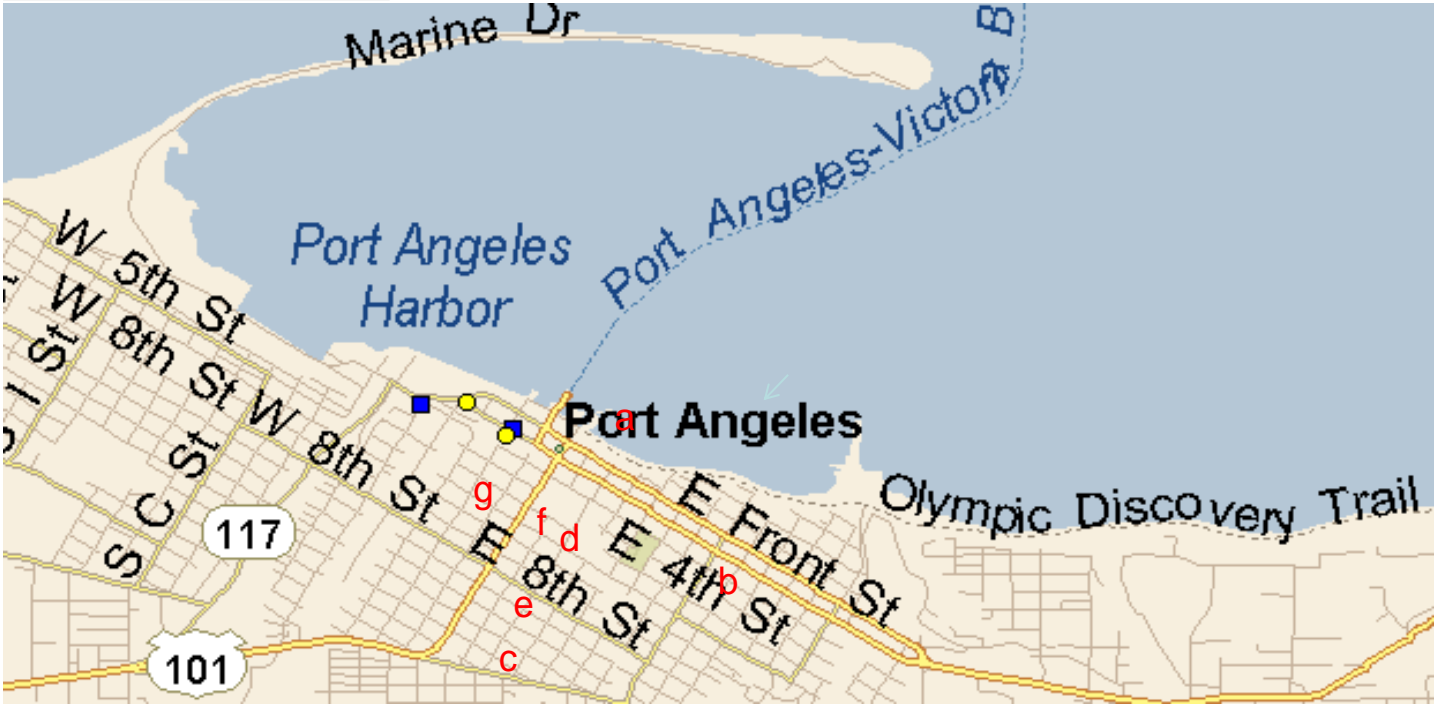 Marine Dr
B
Port Angeles-Victoria
Port Angeles
Harbor
W 5th St
W 8th St
I St
S C St
W 8th St
117
101
Port Angeles
a
E Front St
Olympic Discovery Trail
g
f
d
E 4th St
b
E 8th St
e
c